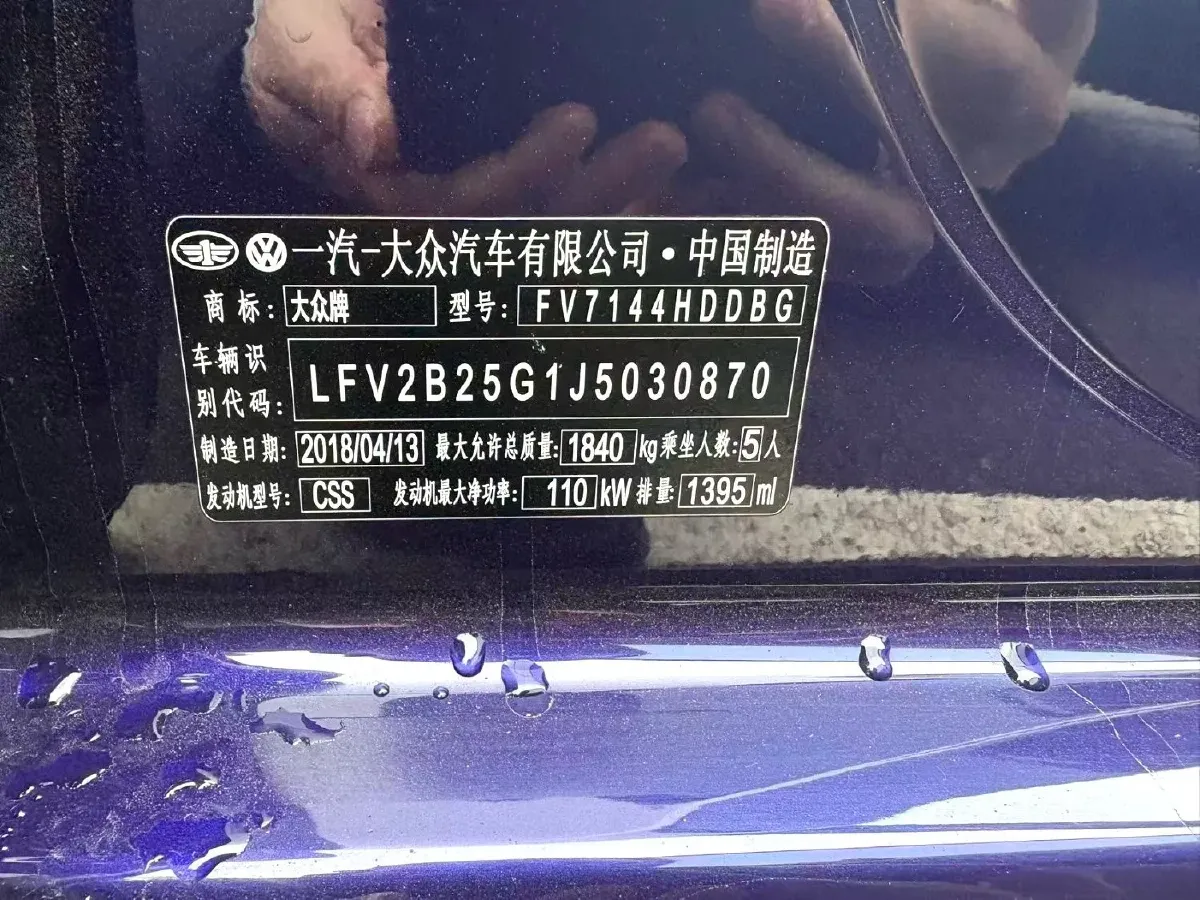 一汽-大众汽车有限公司·中国制造
商标: 大众牌 型号: FV7144HDDBG
车辆识
别代码: LFV2B25G1J5030870
制造日期: 2018/04/13 最大允许总质量: 1840 kg 乘坐人数: 5 人
发动机型号: CSS 发动机最大净功率: 110 kW 排量: 1395 ml